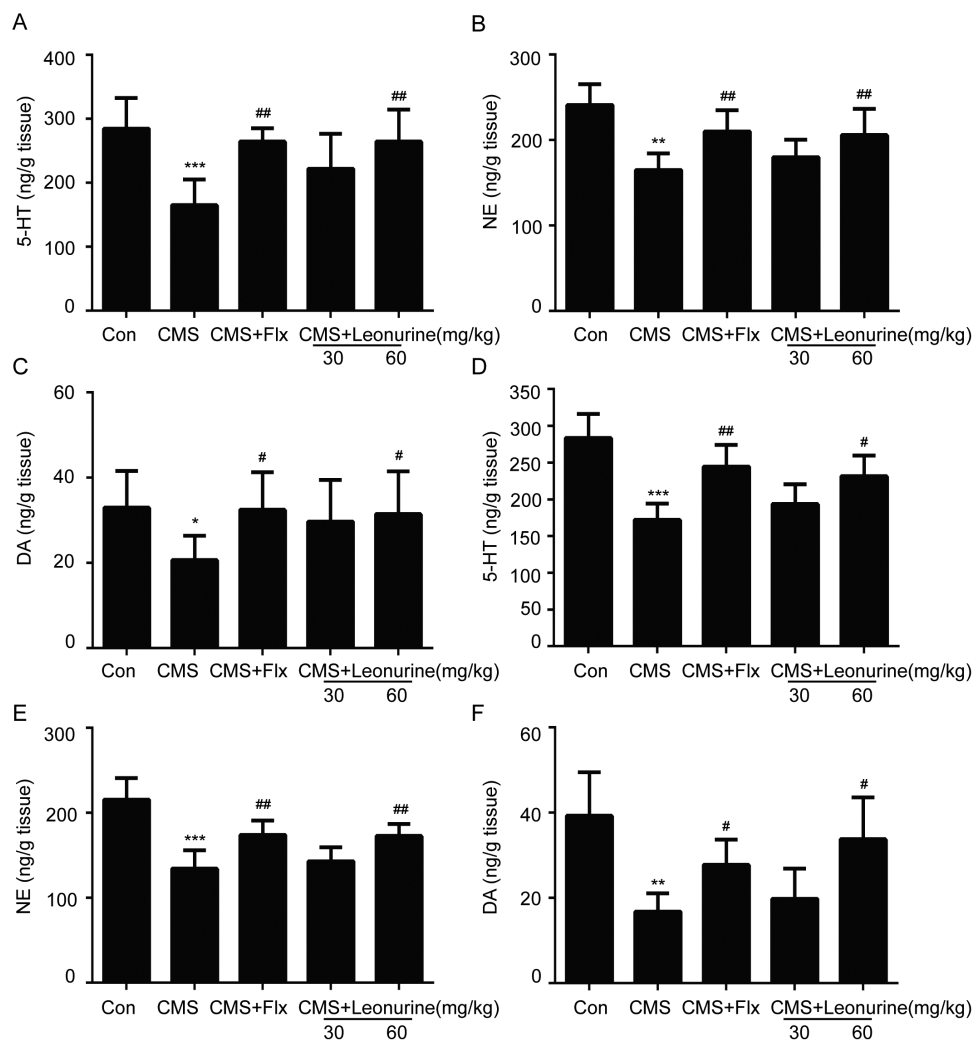 A
5-HT (ng/g tissue)
400
300
200
100
0
***
##
##
Con CMS CMS+Flx CMS+Leonurine(mg/kg)
30 60
B
NE (ng/g tissue)
300
200
100
0
**
##
##
Con CMS CMS+Flx CMS+Leonurine(mg/kg)
30 60
C
DA (ng/g tissue)
60
40
20
0
*
#
#
Con CMS CMS+Flx CMS+Leonurine(mg/kg)
30 60
D
5-HT (ng/g tissue)
350
300
250
200
150
100
50
0
***
##
#
Con CMS CMS+Flx CMS+Leonurine(mg/kg)
30 60
E
NE (ng/g tissue)
300
200
100
0
***
##
##
Con CMS CMS+Flx CMS+Leonurine(mg/kg)
30 60
F
DA (ng/g tissue)
60
40
20
0
**
#
#
Con CMS CMS+Flx CMS+Leonurine(mg/kg)
30 60